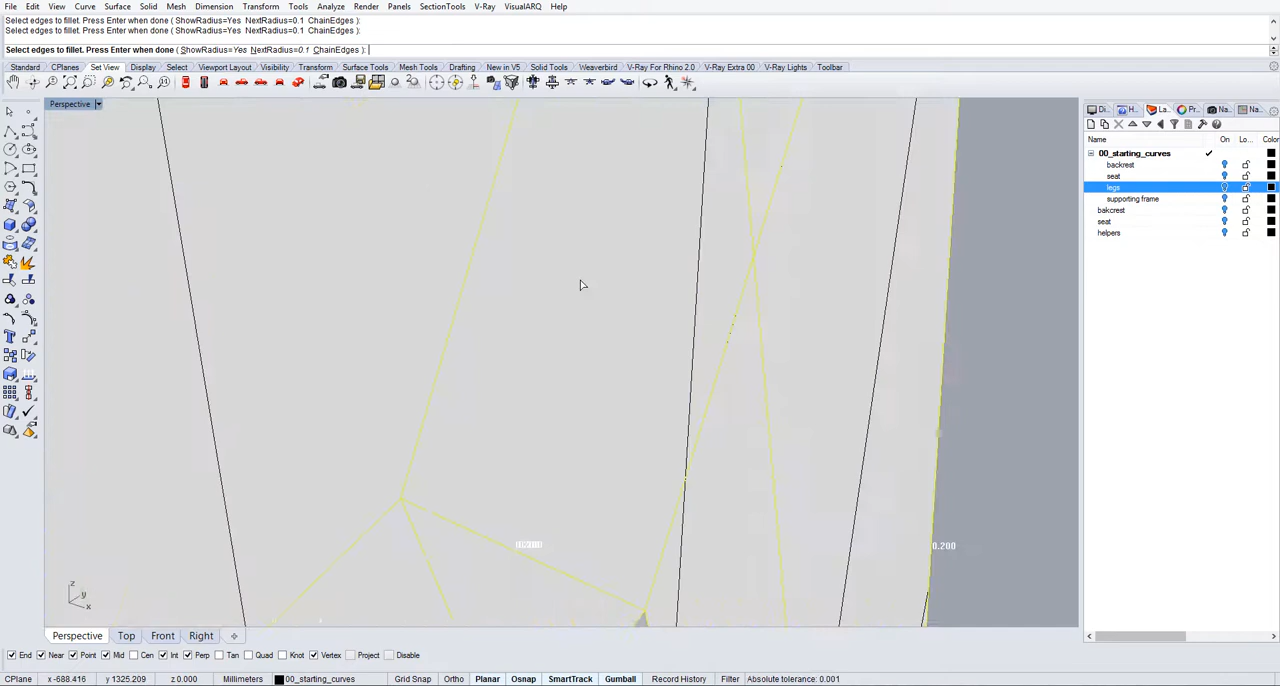 File Edit View Curve Surface Solid Mesh Dimension Transform Tools Analyze Render Panels SectionTools V-Ray VisualARQ Help
Select edges to fillet. Press Enter when done ( ShowRadius=Yes NextRadius=0.1 ChainEdges ):
Select edges to fillet. Press Enter when done ( ShowRadius=Yes NextRadius=0.1 ChainEdges ):
Select edges to fillet. Press Enter when done ( ShowRadius=Yes NextRadius=0.1 ChainEdges ):
Standard CPlanes Set View Display Select Viewport Layout Visibility Transform Curve Tools Surface Tools Mesh Tools Drafting New in V5 Solid Tools Weaverbird V-Ray For Rhino 2.0 V-Ray Extra 00 V-Ray Lights Toolbar
Perspective
Di... H... La... Pr... Na... Na...
Name On Lo... Color
00_starting_curves
backrest
seat
legs
supporting frame
bakcrest
seat
helpers
0.200
z
y
x
Perspective Top Front Right
End Near Point Mid Cen Int Perp Tan Quad Knot Vertex Project Disable
CPlane x -688.416 y 1325.209 z 0.000 Millimeters 00_starting_curves Grid Snap Ortho Planar Osnap SmartTrack Gumball Record History Filter Absolute tolerance: 0.001